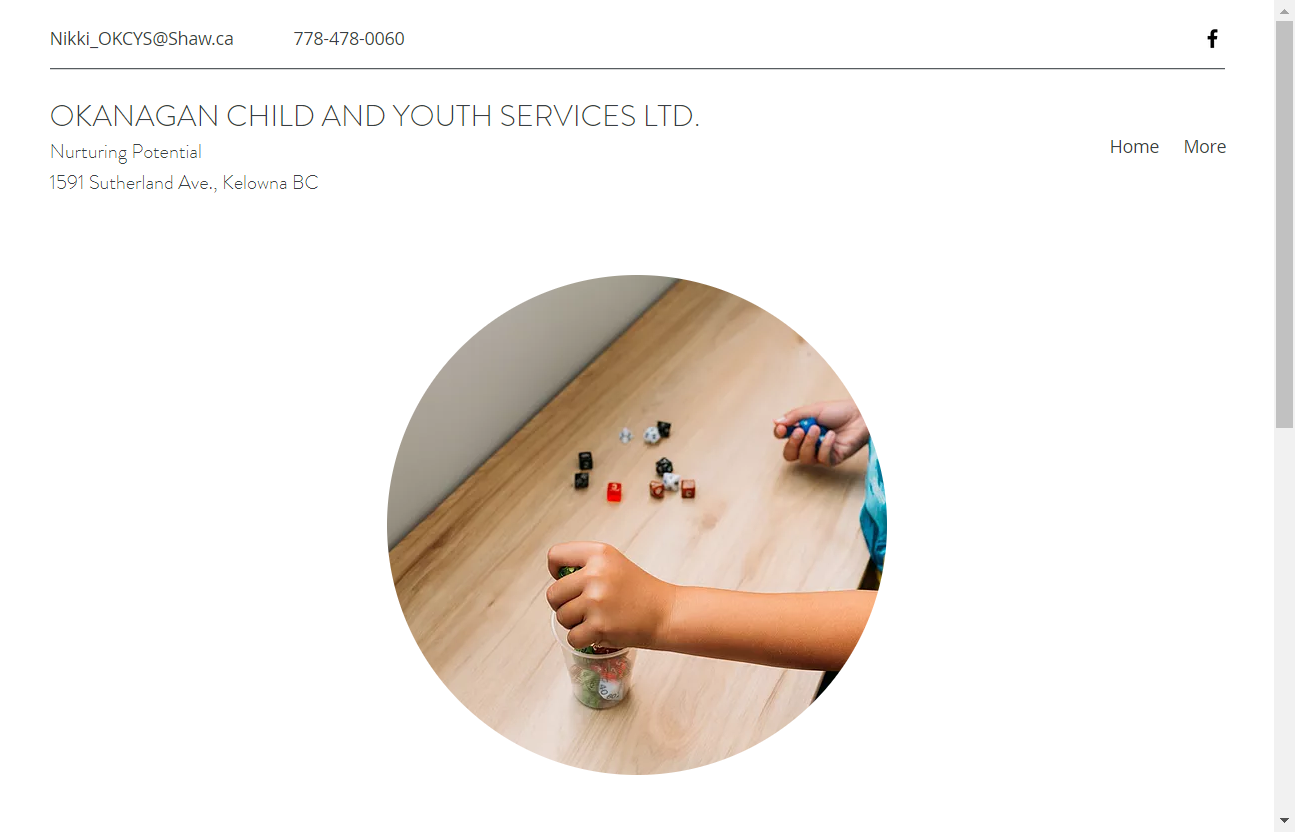 Nikki_OKCYS@Shaw.ca 778-478-0060
OKANAGAN CHILD AND YOUTH SERVICES LTD.
Nurturing Potential
1591 Sutherland Ave., Kelowna BC
Home More